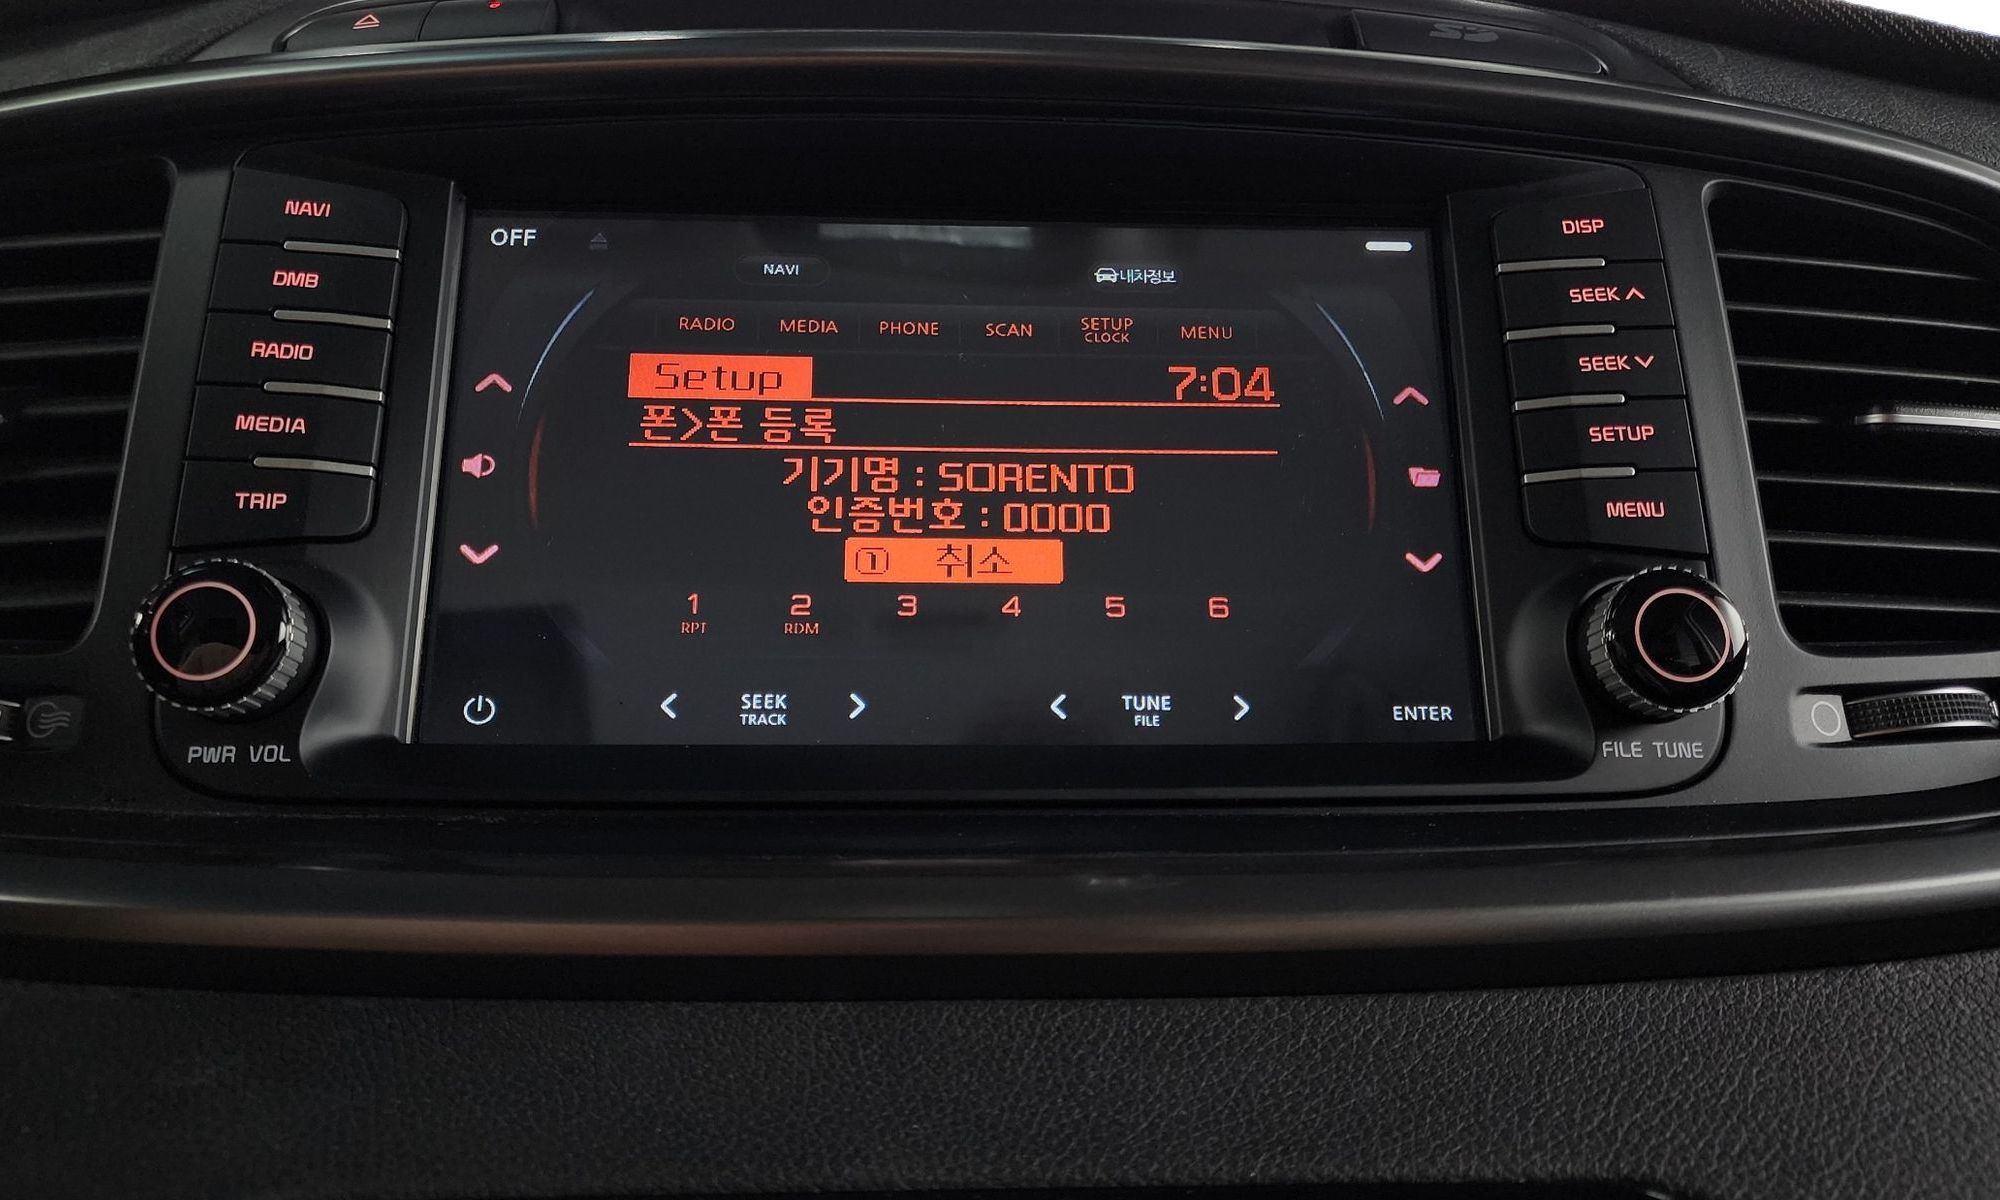 NAVI
DMB
RADIO
MEDIA
TRIP
PWR VOL
OFF
NAVI
내차정보
RADIO MEDIA PHONE SCAN SETUP CLOCK MENU
Setup 7:04
폰>폰 등록
기기명 : SORENTO
인증번호 : 0000
① 취소
1 2 3 4 5 6
RPT RDM
SEEK TRACK
TUNE FILE
ENTER
DISP
SEEK
SEEK
SETUP
MENU
FILE TUNE